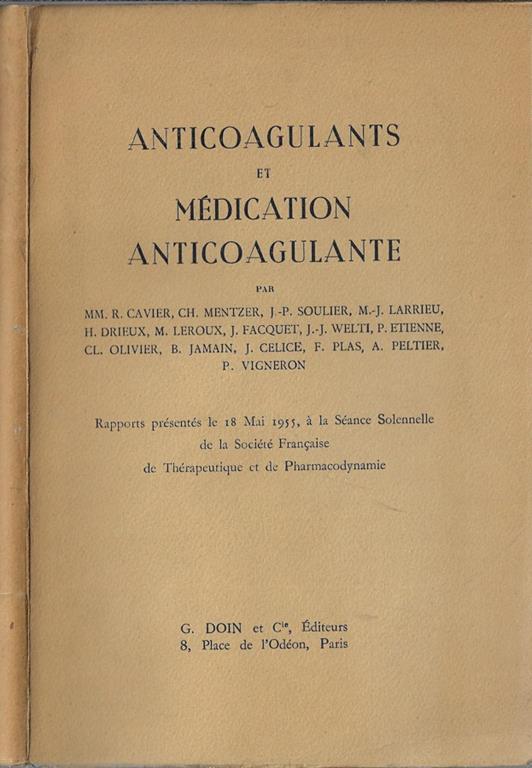 ANTICOAGULANTS
ET
MÉDICATION
ANTICOAGULANTE
PAR
MM. R. CAVIER, CH. MENTZER, J.-P. SOULIER, M.-J. LARRIEU,
H. DRIEUX, M. LEROUX, J. FACQUET, J.-J. WELTI, P. ETIENNE,
CL. OLIVIER, B. JAMAIN, J. CELICE, F. PLAS, A. PELTIER,
P. VIGNERON
Rapports présentés le 18 Mai 1955, à la Séance Solennelle
de la Société Française
de Thérapeutique et de Pharmacodynamie
G. DOIN et Cie, Éditeurs
8, Place de l'Odéon, Paris